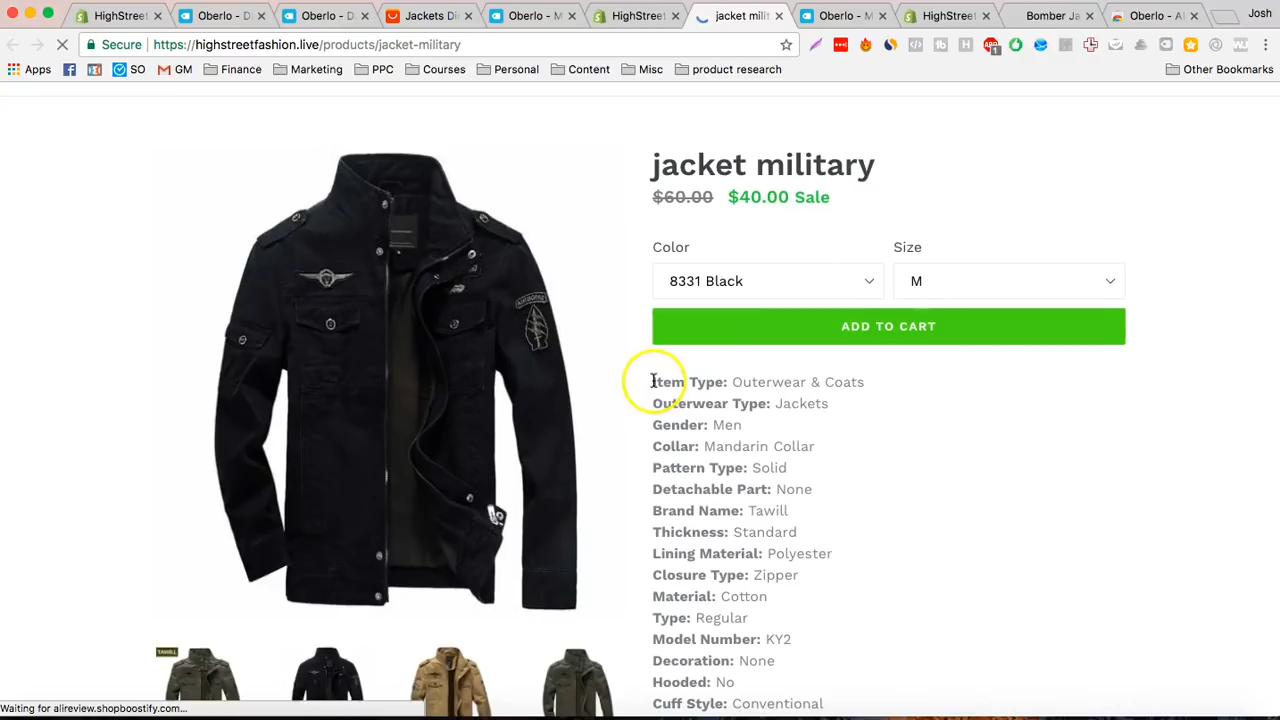 HighStreet
Oberlo - D
Oberlo - D
Jackets Di
Oberlo - M
HighStreet
jacket milit
Oberlo - M
HighStreet
Bomber Ja
Oberlo - Al
Josh
Secure
https://highstreetfashion.live/products/jacket-military
Apps
SO
GM
Finance
Marketing
PPC
Courses
Personal
Content
Misc
product research
Other Bookmarks
jacket military
$60.00 $40.00 Sale
Color
Size
8331 Black
M
ADD TO CART
Item Type: Outerwear & Coats
Outerwear Type: Jackets
Gender: Men
Collar: Mandarin Collar
Pattern Type: Solid
Detachable Part: None
Brand Name: Tawill
Thickness: Standard
Lining Material: Polyester
Closure Type: Zipper
Material: Cotton
Type: Regular
Model Number: KY2
Decoration: None
Hooded: No
Cuff Style: Conventional
AIRBORNE
TAWILL
Waiting for alireview.shopboostify.com...